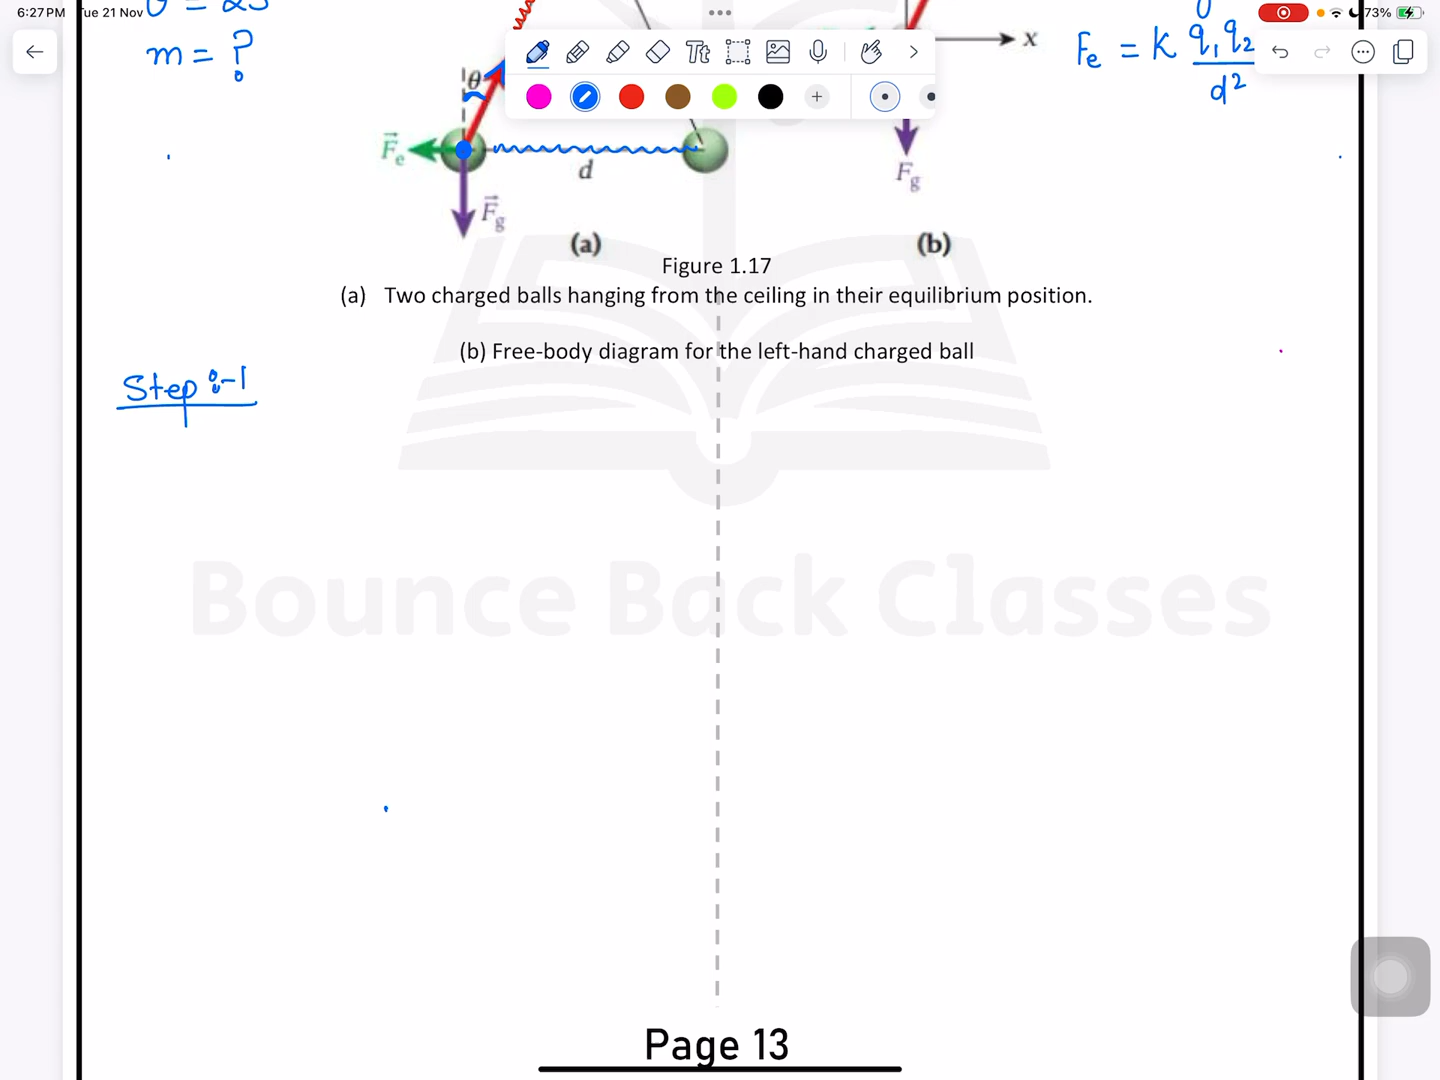 6:27 PM Tue 21 Nov
73%
θ = 25
m = ?
Tt
θ
x
Fe = k q1q2
d²
F⃗e
d
F⃗g
Fg
(a)
(b)
Figure 1.17
(a) Two charged balls hanging from the ceiling in their equilibrium position.
(b) Free-body diagram for the left-hand charged ball
Step :-1
Bounce Back Classes
Page 13